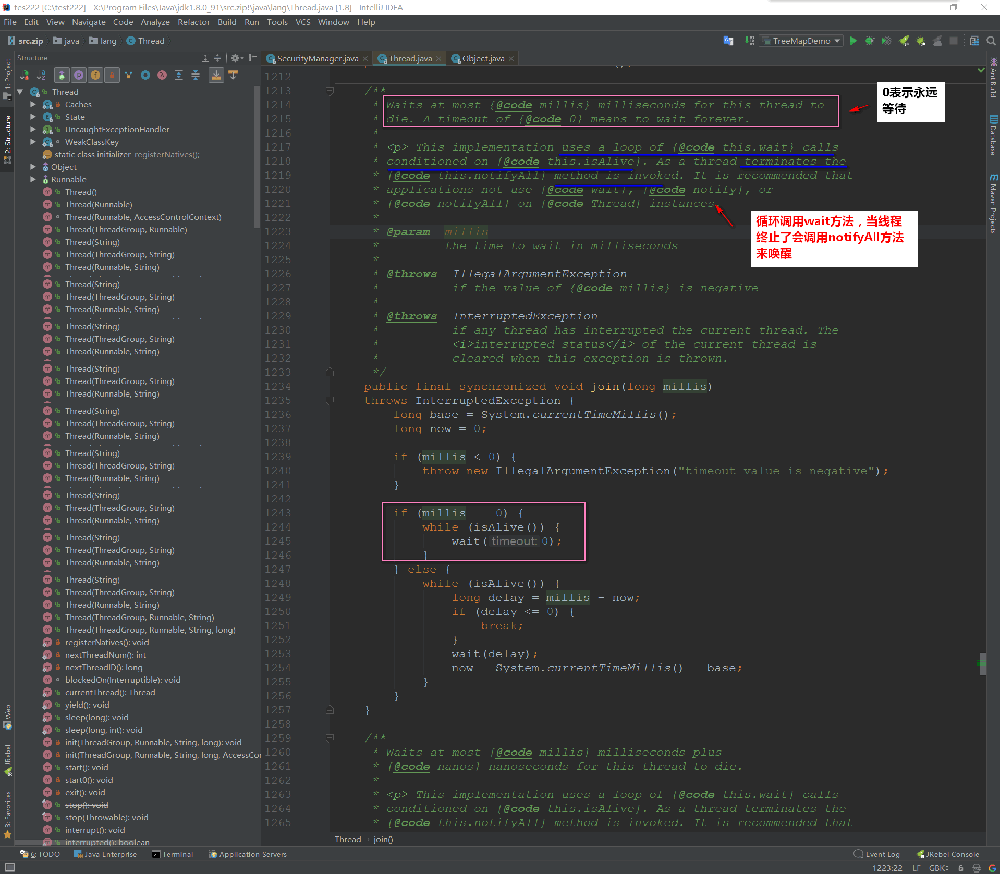 tes222 [C:\test222] - X:\Program Files\Java\jdk1.8.0_91\src.zip!\java\lang\Thread.java [1.8] - IntelliJ IDEA
File Edit View Navigate Code Analyze Refactor Build Run Tools VCS Window Help
src.zip java lang Thread
TreeMapDemo
Structure
SecurityManager.java Thread.java Object.java
1: Project
2: Structure
Web
JRebel
3: Favorites
Ant Build
Database
Maven Projects
Thread
Caches
State
UncaughtExceptionHandler
WeakClassKey
static class initializer registerNatives();
Object
Runnable
Thread()
Thread(Runnable)
Thread(Runnable, AccessControlContext)
Thread(ThreadGroup, Runnable)
Thread(String)
Thread(ThreadGroup, String)
Thread(Runnable, String)
Thread(String)
Thread(ThreadGroup, String)
Thread(Runnable, String)
Thread(String)
Thread(ThreadGroup, String)
Thread(Runnable, String)
Thread(String)
Thread(ThreadGroup, String)
Thread(Runnable, String)
Thread(String)
Thread(ThreadGroup, String)
Thread(Runnable, String)
Thread(String)
Thread(ThreadGroup, String)
Thread(Runnable, String)
Thread(String)
Thread(ThreadGroup, String)
Thread(Runnable, String)
Thread(String)
Thread(ThreadGroup, String)
Thread(Runnable, String)
Thread(String)
Thread(ThreadGroup, String)
Thread(Runnable, String)
Thread(ThreadGroup, Runnable, String)
Thread(ThreadGroup, Runnable, String, long)
registerNatives(): void
nextThreadNum(): int
nextThreadID(): long
blockedOn(Interruptible): void
currentThread(): Thread
yield(): void
sleep(long): void
sleep(long, int): void
init(ThreadGroup, Runnable, String, long): void
init(ThreadGroup, Runnable, String, long, AccessCo
start(): void
start0(): void
exit(): void
stop(): void
stop(Throwable): void
interrupt(): void
interrupted(): boolean
1212
1213 /**
1214 * Waits at most {@code millis} milliseconds for this thread to
1215 * die. A timeout of {@code 0} means to wait forever.
1216 *
1217 * <p> This implementation uses a loop of {@code this.wait} calls
1218 * conditioned on {@code this.isAlive}. As a thread terminates the
1219 * {@code this.notifyAll} method is invoked. It is recommended that
1220 * applications not use {@code wait}, {@code notify}, or
1221 * {@code notifyAll} on {@code Thread} instances.
1222 *
1223 * @param millis
1224 * the time to wait in milliseconds
1225 *
1226 * @throws IllegalArgumentException
1227 * if the value of {@code millis} is negative
1228 *
1229 * @throws InterruptedException
1230 * if any thread has interrupted the current thread. The
1231 * <i>interrupted status</i> of the current thread is
1232 * cleared when this exception is thrown.
1233 */
1234 public final synchronized void join(long millis)
1235 throws InterruptedException {
1236 long base = System.currentTimeMillis();
1237 long now = 0;
1238
1239 if (millis < 0) {
1240 throw new IllegalArgumentException("timeout value is negative");
1241 }
1242
1243 if (millis == 0) {
1244 while (isAlive()) {
1245 wait( timeout: 0);
1246 }
1247 } else {
1248 while (isAlive()) {
1249 long delay = millis - now;
1250 if (delay <= 0) {
1251 break;
1252 }
1253 wait(delay);
1254 now = System.currentTimeMillis() - base;
1255 }
1256 }
1257 }
1258
1259 /**
1260 * Waits at most {@code millis} milliseconds plus
1261 * {@code nanos} nanoseconds for this thread to die.
1262 *
1263 * <p> This implementation uses a loop of {@code this.wait} calls
1264 * conditioned on {@code this.isAlive}. As a thread terminates the
1265 * {@code this.notifyAll} method is invoked. It is recommended that
0表示永远
等待
循环调用wait方法，当线程
终止了会调用notifyAll方法
来唤醒
Thread › join()
6: TODO Java Enterprise Terminal Application Servers Event Log JRebel Console
1223:22 LF GBK